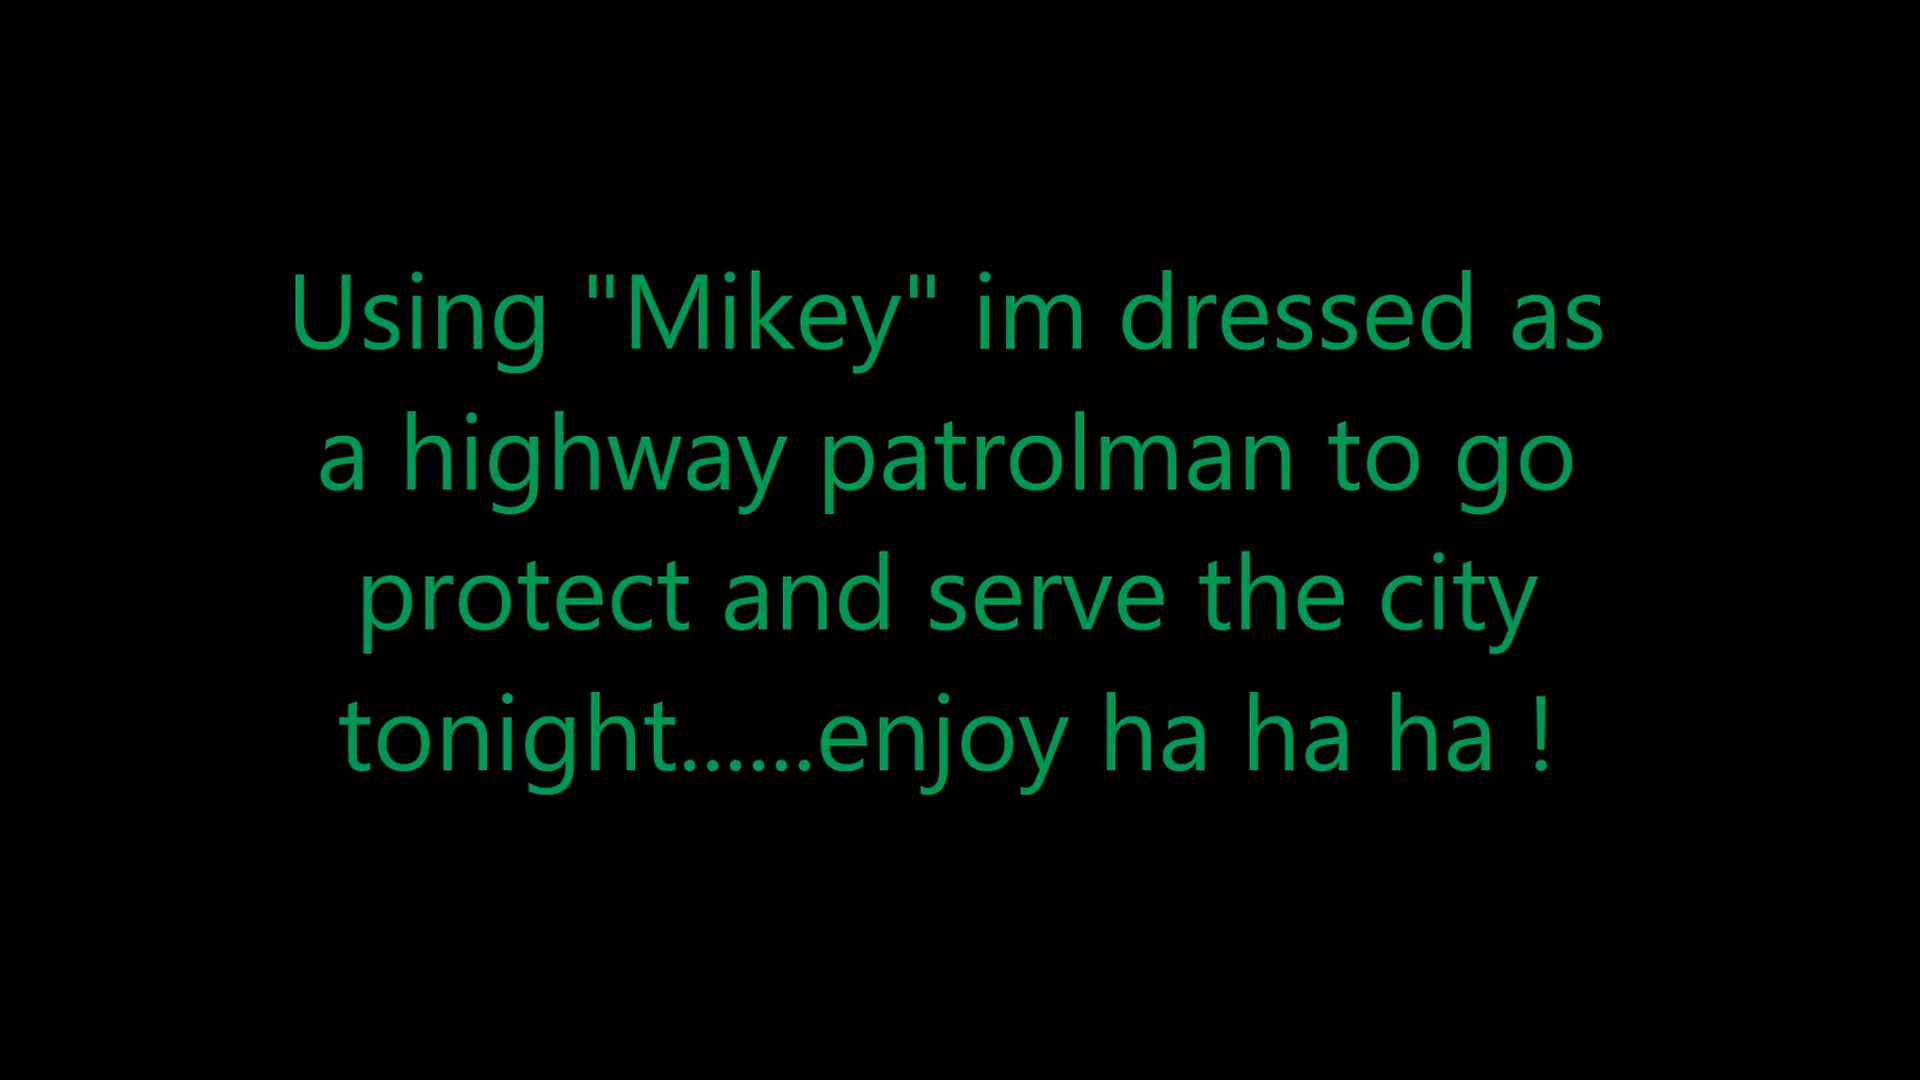 Using "Mikey" im dressed as
a highway patrolman to go
protect and serve the city
tonight......enjoy ha ha ha !